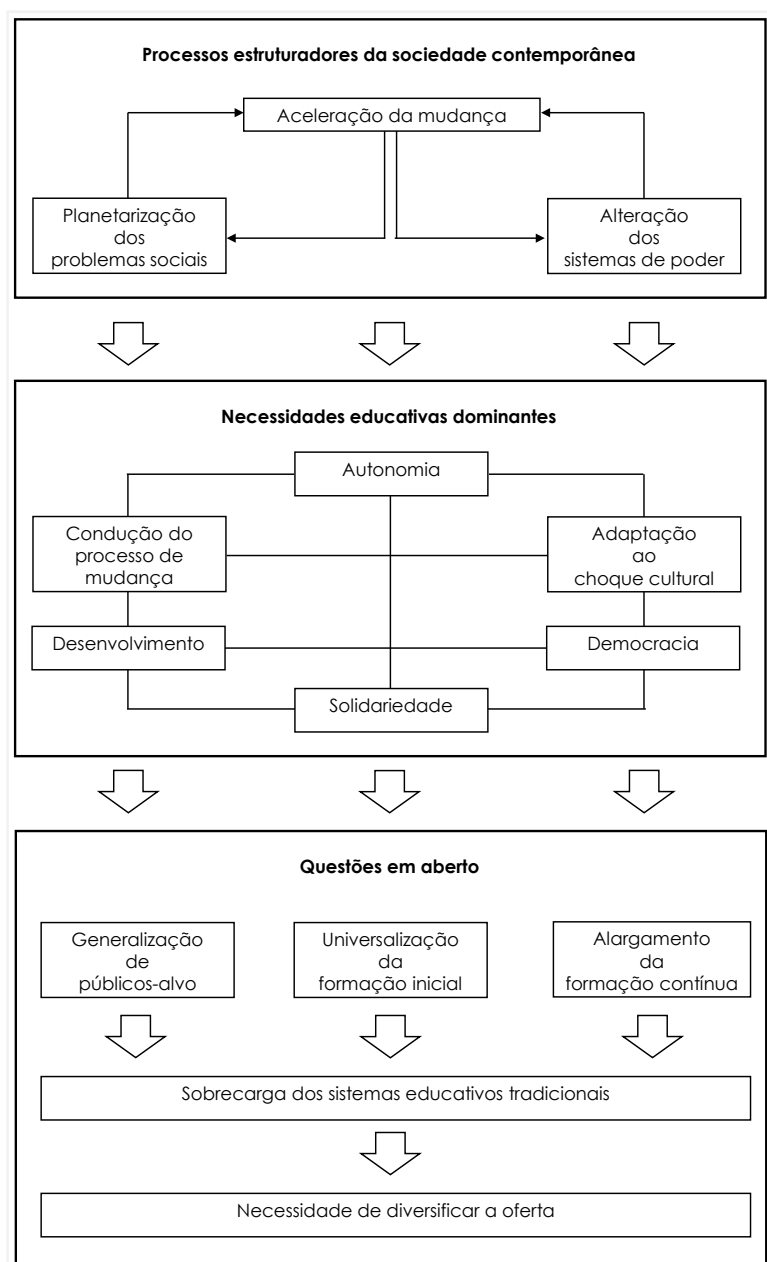 Processos estruturadores da sociedade contemporânea
Aceleração da mudança
Planetarização
dos
problemas sociais
Alteração
dos
sistemas de poder
Necessidades educativas dominantes
Autonomia
Condução do
processo de
mudança
Adaptação
ao
choque cultural
Desenvolvimento
Democracia
Solidariedade
Questões em aberto
Generalização
de
públicos-alvo
Universalização
da
formação inicial
Alargamento
da
formação contínua
Sobrecarga dos sistemas educativos tradicionais
Necessidade de diversificar a oferta